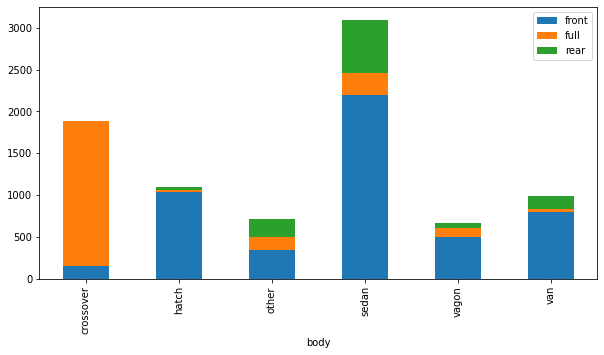 3000
2500
2000
1500
1000
500
0
front
full
rear
crossover
hatch
other
sedan
vagon
van
body